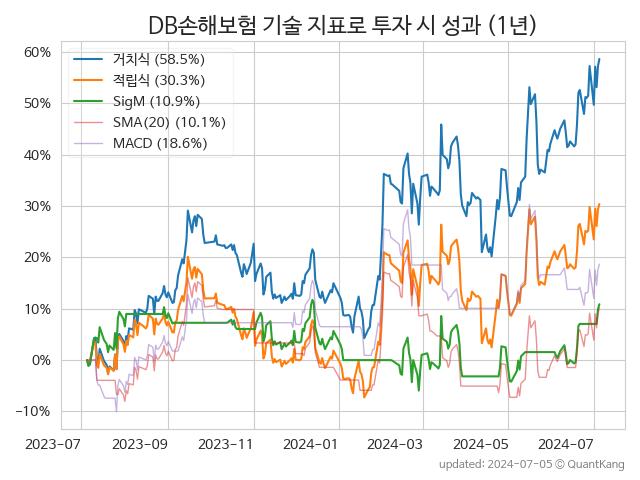 DB손해보험 기술 지표로 투자 시 성과 (1년)
거치식 (58.5%)
적립식 (30.3%)
SigM (10.9%)
SMA(20) (10.1%)
MACD (18.6%)
60%
50%
40%
30%
20%
10%
0%
−10%
2023-07 2023-09 2023-11 2024-01 2024-03 2024-05 2024-07
updated: 2024-07-05 © QuantKang